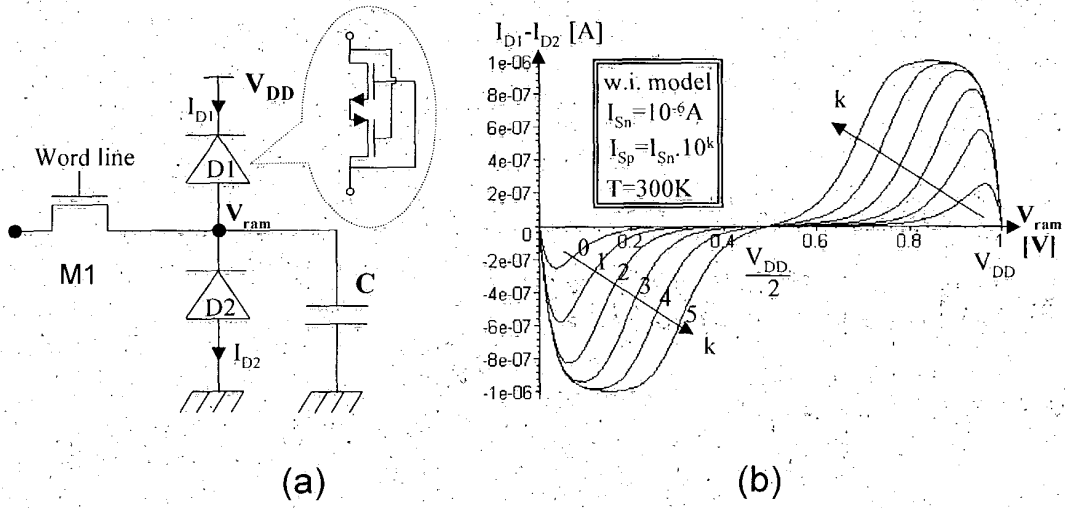 V_DD
I_D1
Word line
D1
V_ram
M1
D2
C
I_D2
(a)
I_D1-I_D2 [A]
1e-06
8e-07
6e-07
4e-07
2e-07
0
-2e-07
-4e-07
-6e-07
-8e-07
-1e-06
w.i. model
I_Sn=10^-6A
I_Sp=I_Sn.10^k
T=300K
k
0.2
0.4
0.6
0.8
1
V_ram
[V]
V_DD
2
V_DD
0
1
2
3
4
5
k
(b)